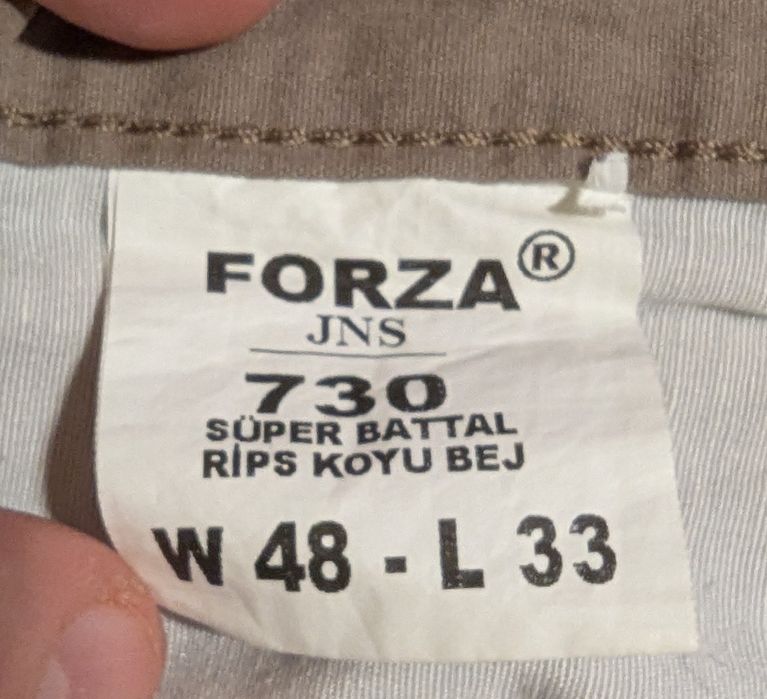 FORZA®
JNS
730
SÜPER BATTAL
RİPS KOYU BEJ
W 48 - L 33